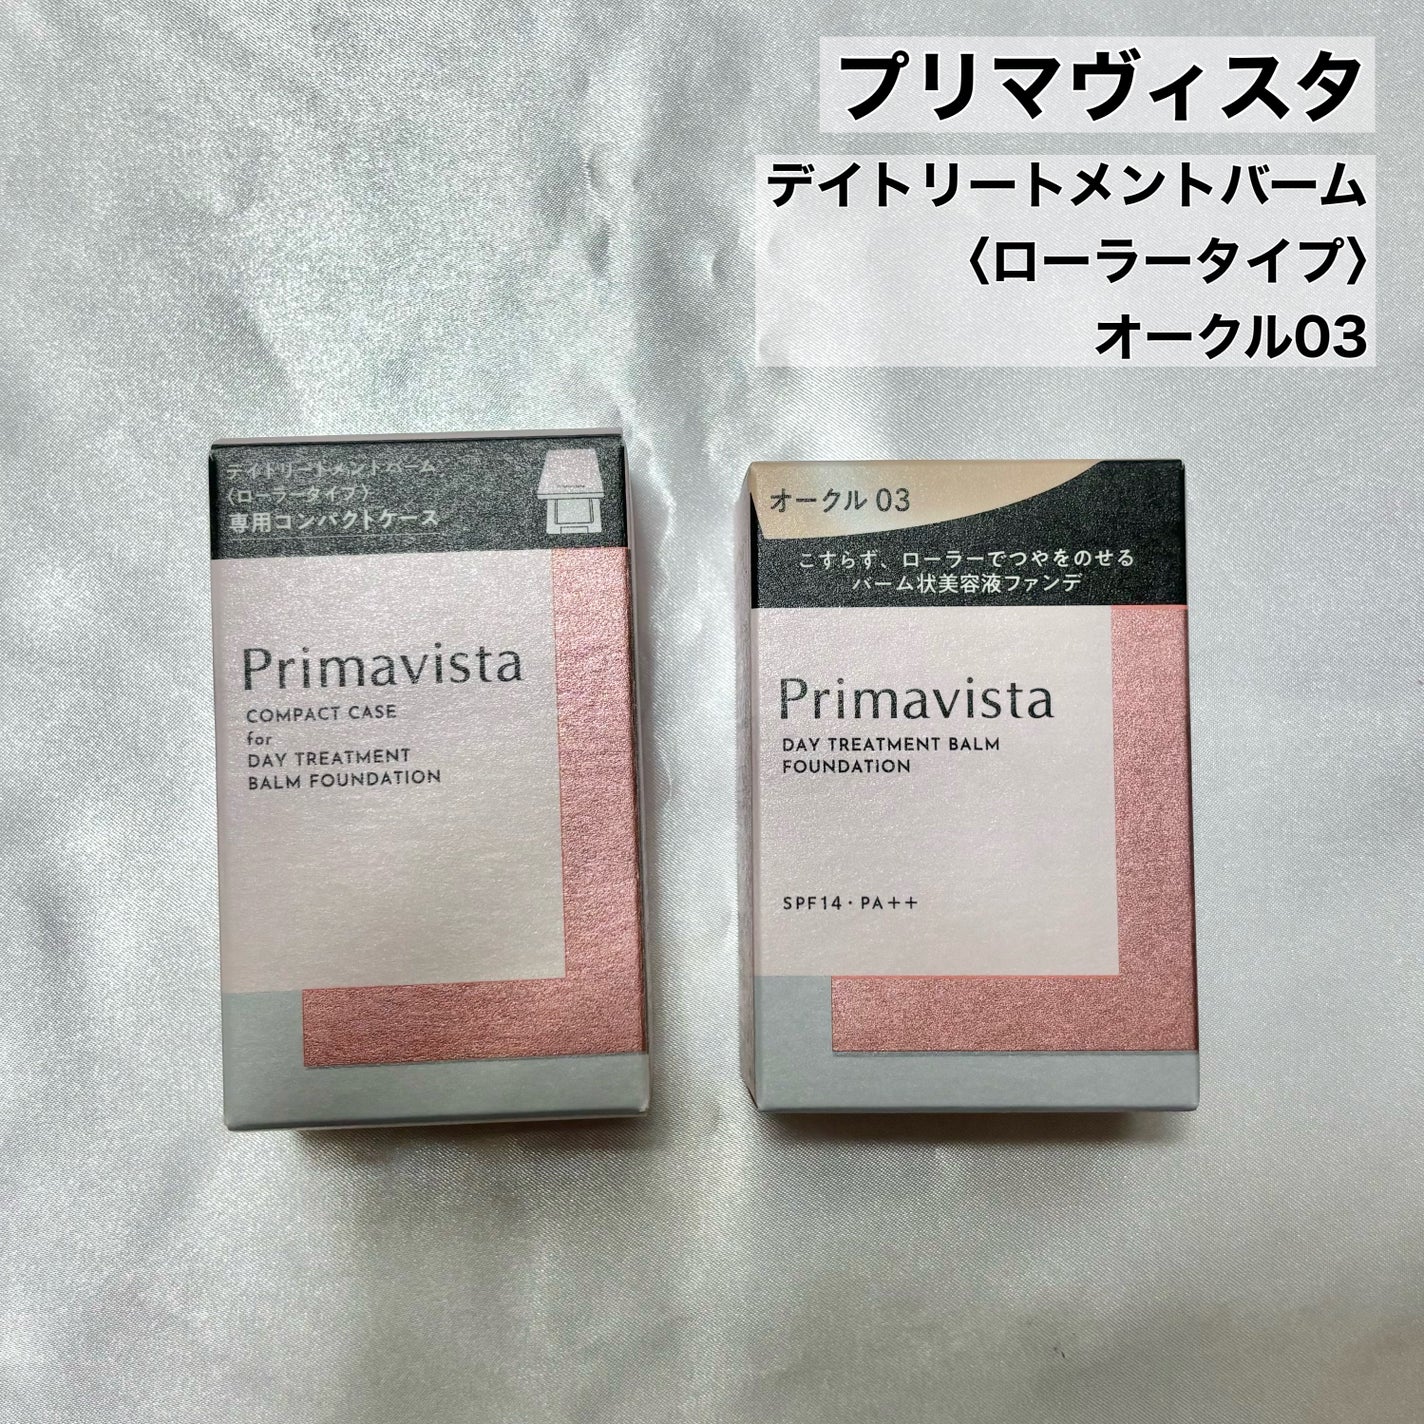 プリマヴィスタ
デイトリートメントバーム
〈ローラータイプ〉
オークル03
デイトリートメントバーム
〈ローラータイプ〉
専用コンパクトケース
Primavista
COMPACT CASE
for
DAY TREATMENT
BALM FOUNDATION
オークル 03
こすらず、ローラーでつやをのせる
バーム状美容液ファンデ
Primavista
DAY TREATMENT BALM
FOUNDATION
SPF14・PA++